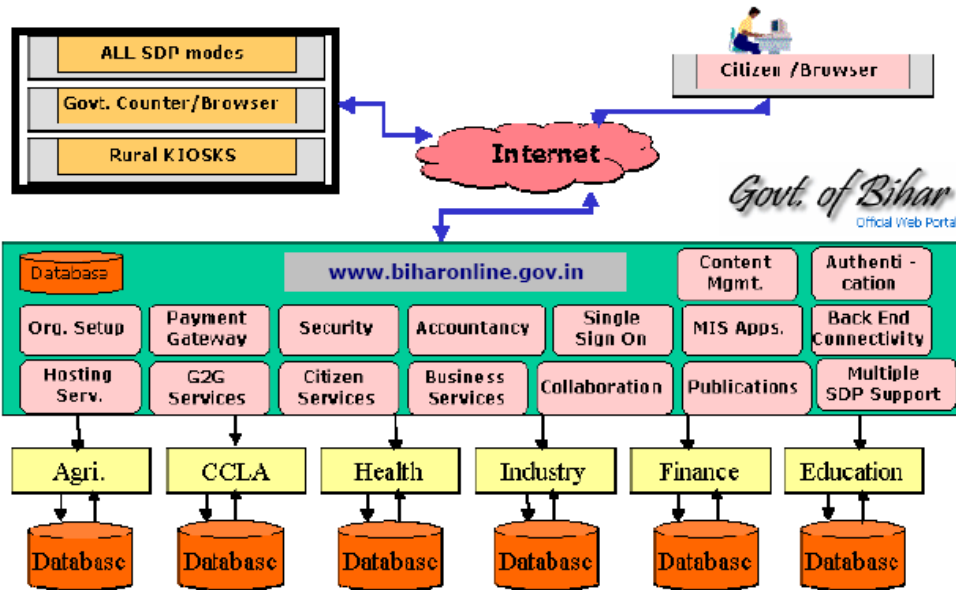 ALL SDP modes
Govt. Counter/Browser
Rural KIOSKS
Citizen /Browser
Internet
Govt. of Bihar
Official Web Portal
Database
www.biharonline.gov.in
Content
Mgmt.
Authenti -
cation
Org. Setup
Payment
Gateway
Security
Accountancy
Single
Sign On
MIS Apps.
Back End
Connectivity
Hosting
Serv.
G2G
Services
Citizen
Services
Business
Services
Collaboration
Publications
Multiple
SDP Support
Agri.
CCLA
Health
Industry
Finance
Education
Database
Database
Database
Database
Database
Database